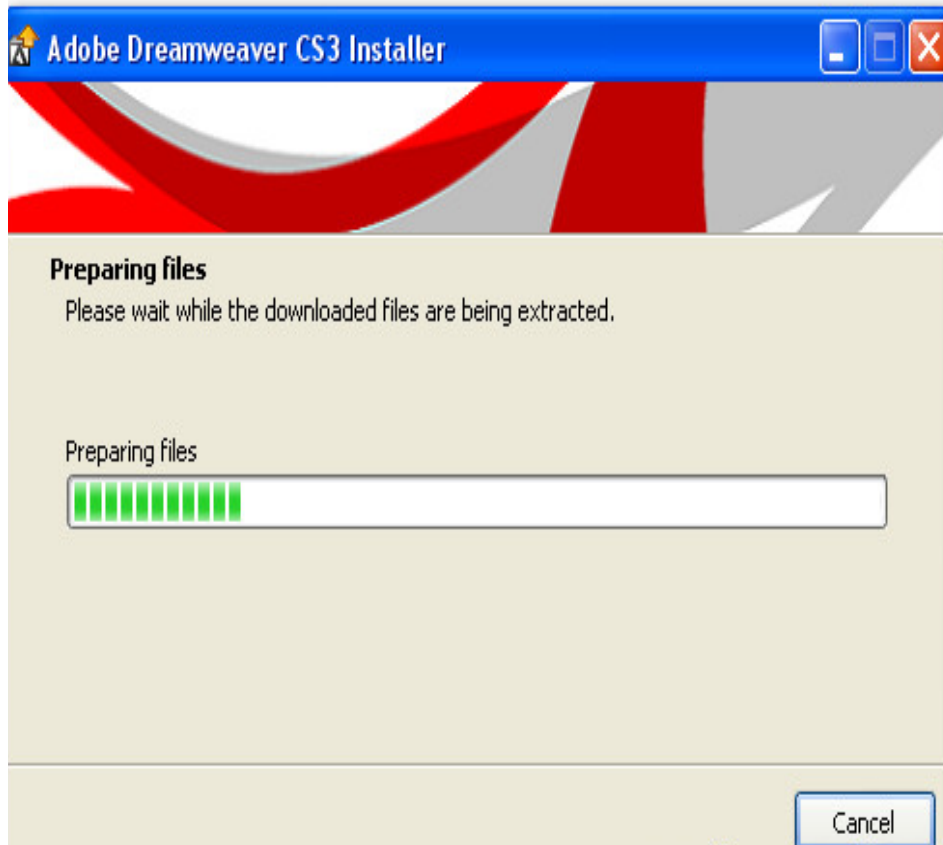 Adobe Dreamweaver CS3 Installer
Preparing files
Please wait while the downloaded files are being extracted.
Preparing files
Cancel